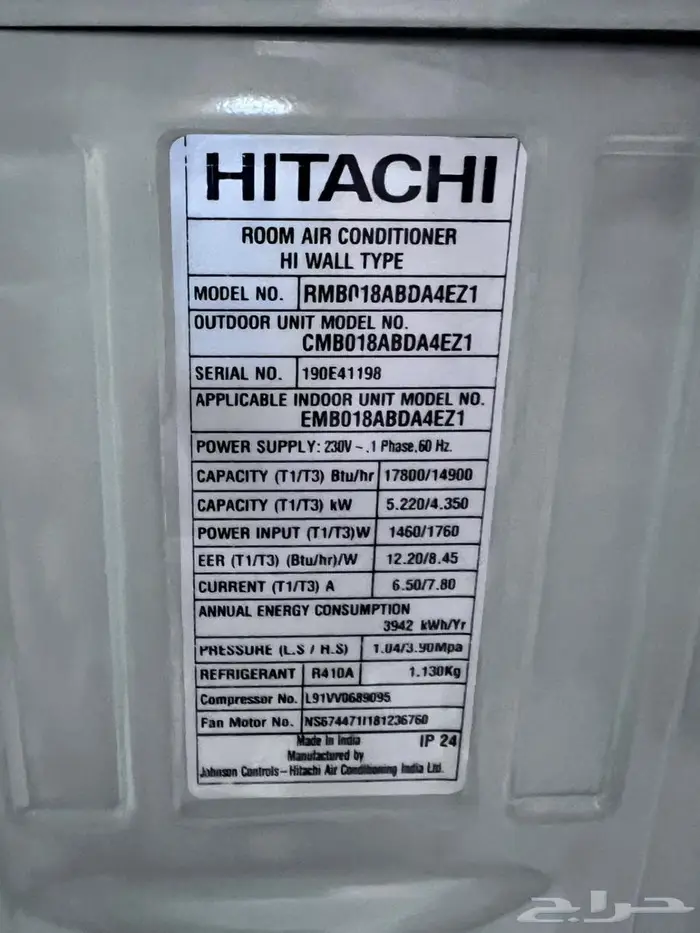 HITACHI
ROOM AIR CONDITIONER
HI WALL TYPE
MODEL NO. RMB018ABDA4EZ1
OUTDOOR UNIT MODEL NO.
CMB018ABDA4EZ1
SERIAL NO. 190E41198
APPLICABLE INDOOR UNIT MODEL NO.
EMB018ABDA4EZ1
POWER SUPPLY: 230V ~ .1 Phase.60 Hz.
CAPACITY (T1/T3) Btu/hr 17800/14900
CAPACITY (T1/T3) kW 5.220/4.350
POWER INPUT (T1/T3)W 1460/1760
EER (T1/T3) (Btu/hr)/W 12.20/8.45
CURRENT (T1/T3) A 6.50/7.80
ANNUAL ENERGY CONSUMPTION
3942 kWh/Yr
PRESSURE (L.S / H.S) 1.04/3.90Mpa
REFRIGERANT R410A 1.130Kg
Compressor No. L91VV0689095
Fan Motor No. NS674471I181236760
Made In India IP 24
Manufactured by
Johnson Controls-Hitachi Air Conditioning India Ltd.
حراج